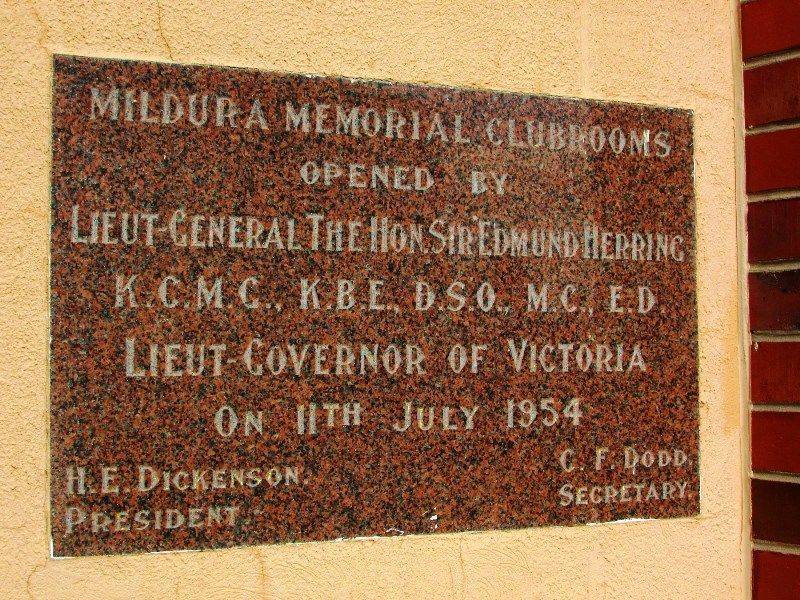 MILDURA MEMORIAL CLUBROOMS
OPENED BY
LIEUT-GENERAL THE HON. SIR EDMUND HERRING
K.C.M.G., K.B.E., D.S.O., M.C., E.D.
LIEUT-GOVERNOR OF VICTORIA
ON 11TH JULY 1954
H.E. DICKENSON. C. F. DODD.
PRESIDENT SECRETARY.